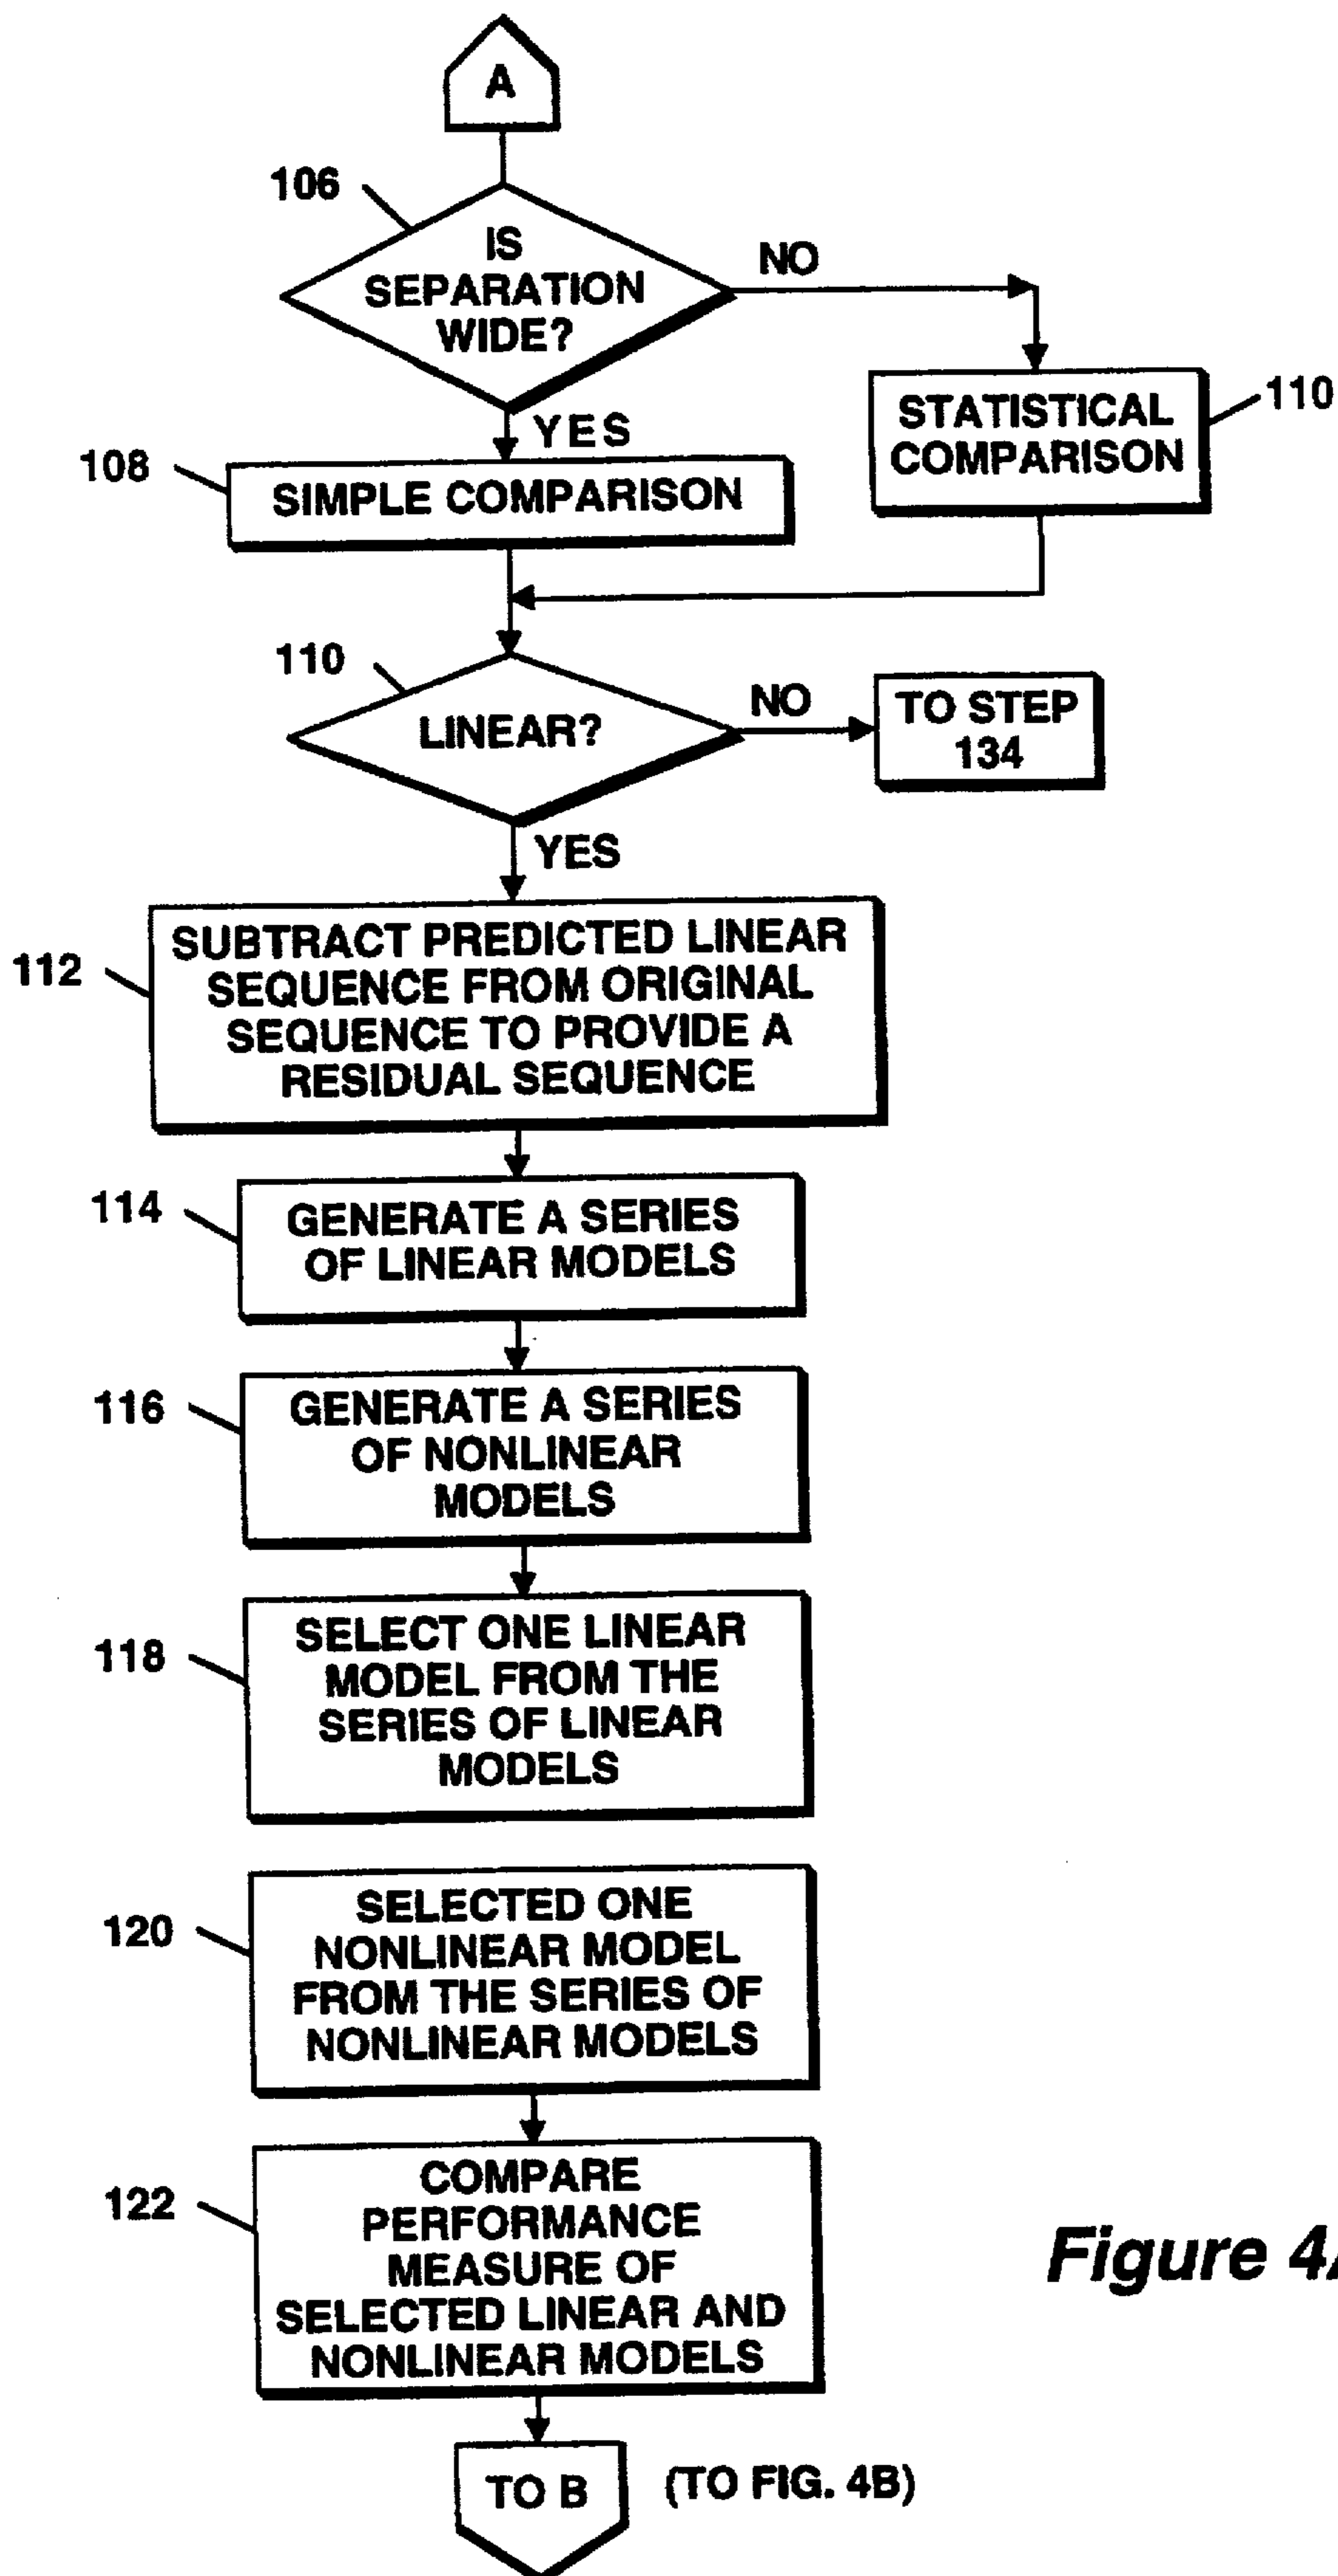 A
106
IS
SEPARATION
WIDE?
NO
YES
STATISTICAL
COMPARISON
110
108
SIMPLE COMPARISON
110
LINEAR?
NO
TO STEP
134
YES
112
SUBTRACT PREDICTED LINEAR
SEQUENCE FROM ORIGINAL
SEQUENCE TO PROVIDE A
RESIDUAL SEQUENCE
114
GENERATE A SERIES
OF LINEAR MODELS
116
GENERATE A SERIES
OF NONLINEAR
MODELS
118
SELECT ONE LINEAR
MODEL FROM THE
SERIES OF LINEAR
MODELS
120
SELECTED ONE
NONLINEAR MODEL
FROM THE SERIES OF
NONLINEAR MODELS
122
COMPARE
PERFORMANCE
MEASURE OF
SELECTED LINEAR AND
NONLINEAR MODELS
Figure
TO B
(TO FIG. 4B)